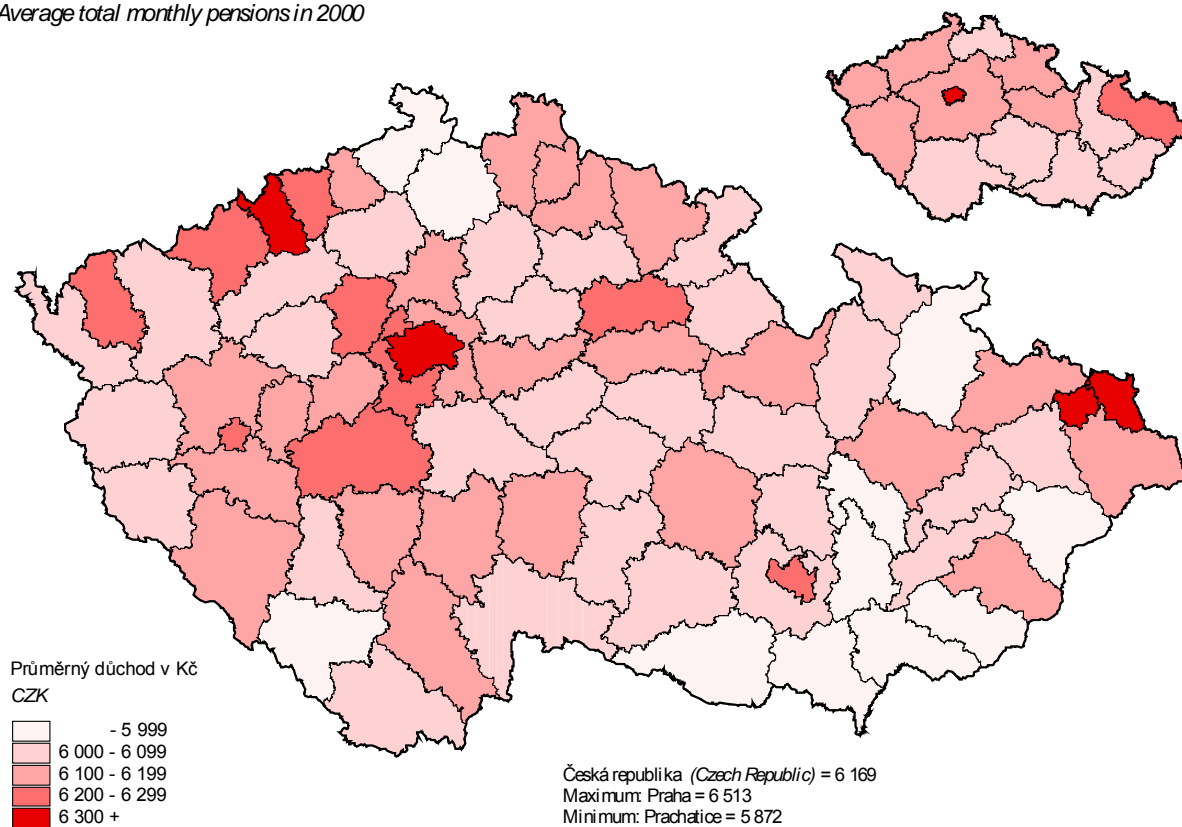 Average total monthly pensions in 2000
Průměrný důchod v Kč
CZK
- 5 999
6 000 - 6 099
6 100 - 6 199
6 200 - 6 299
6 300 +
Česká republika (Czech Republic) = 6 169
Maximum: Praha = 6 513
Minimum: Prachatice = 5 872